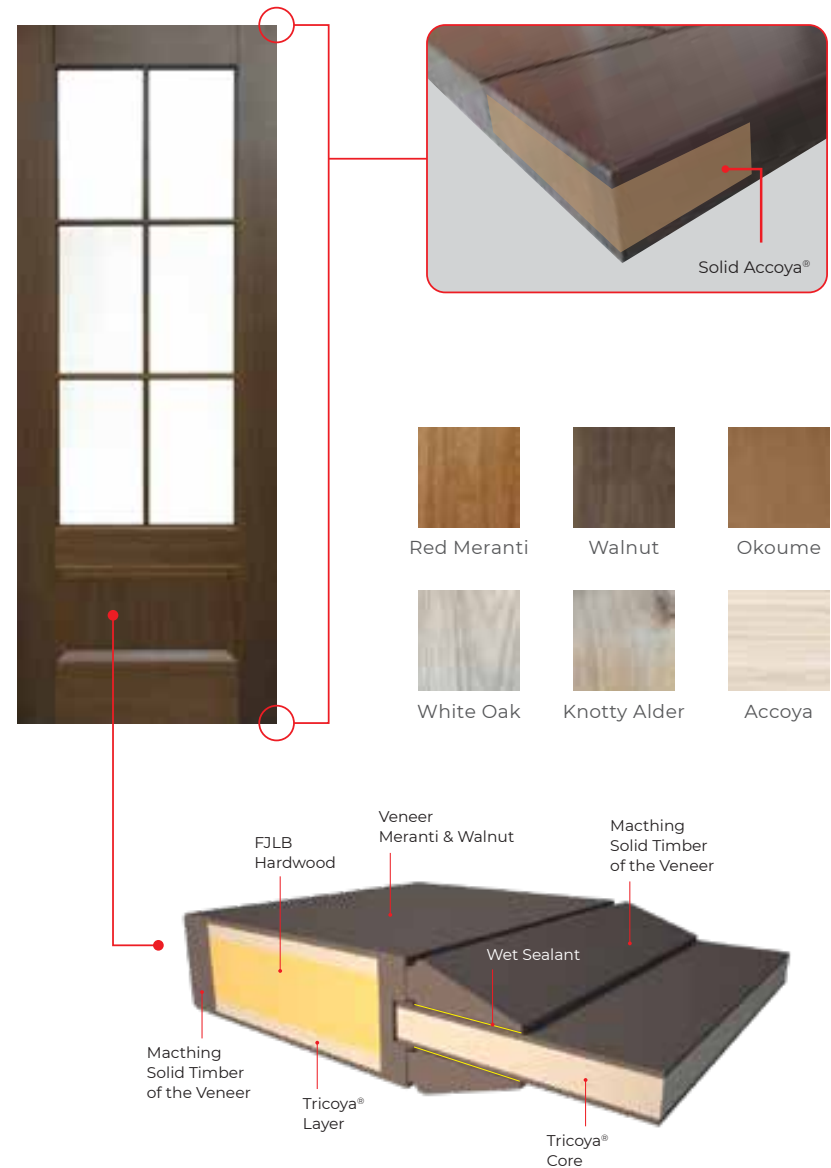 Solid Accoya®
Red Meranti
Walnut
Okoume
White Oak
Knotty Alder
Accoya
Veneer
Meranti & Walnut
FJLB
Hardwood
Macthing
Solid Timber
of the Veneer
Wet Sealant
Macthing
Solid Timber
of the Veneer
Tricoya®
Layer
Tricoya®
Core